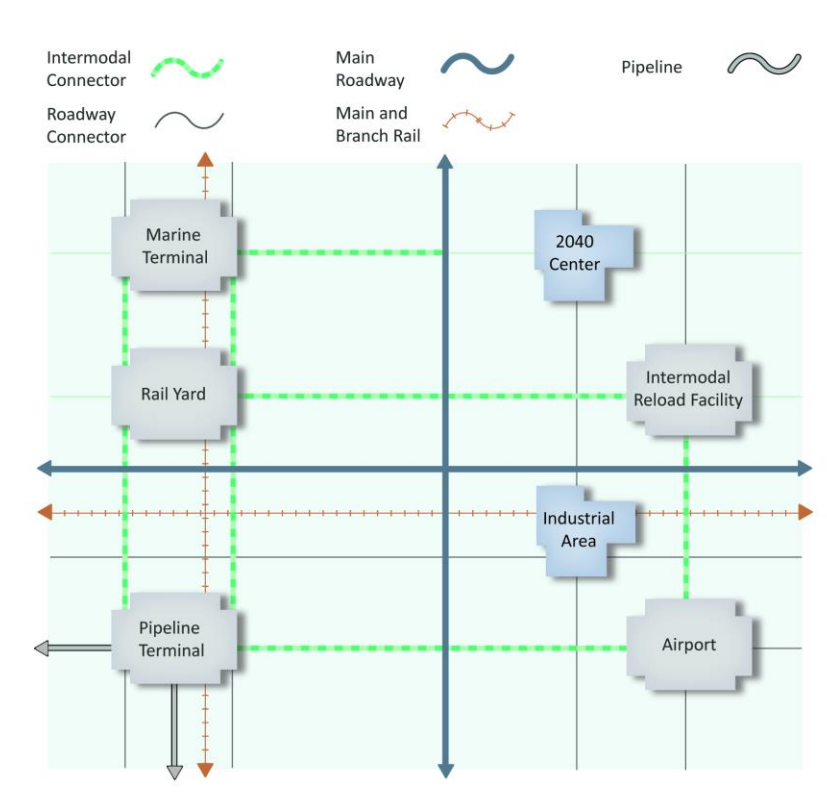 Intermodal
Connector
Main
Roadway
Pipeline
Roadway
Connector
Main and
Branch Rail
Marine
Terminal
2040
Center
Rail Yard
Intermodal
Reload Facility
Industrial
Area
Pipeline
Terminal
Airport